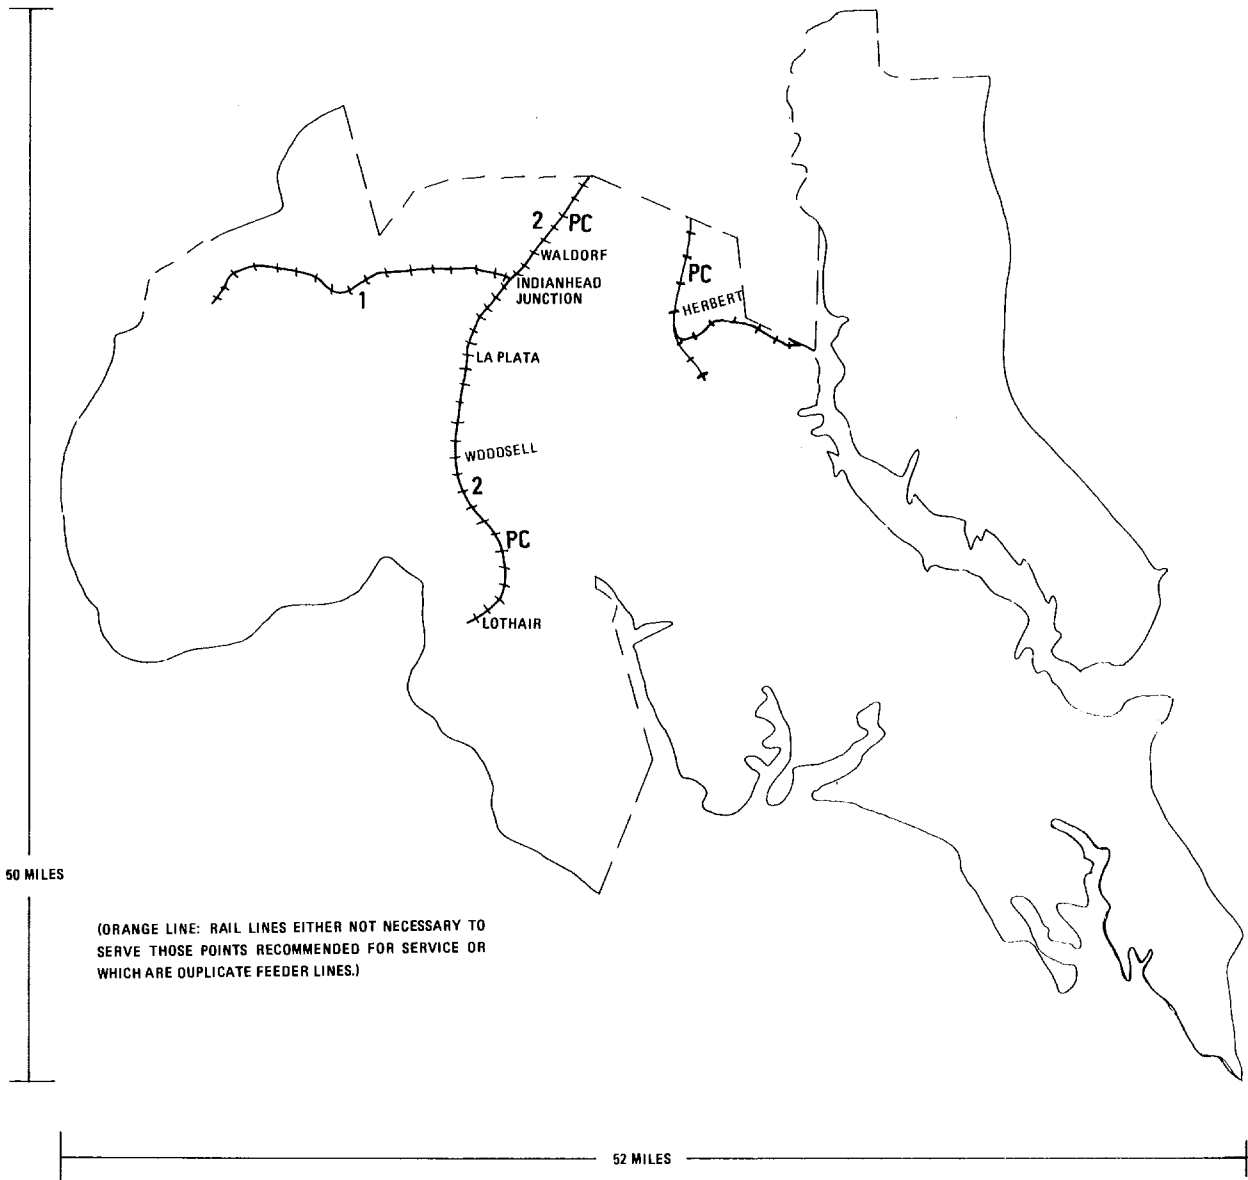 2
PC
WALDORF
PC
INDIANHEAD
JUNCTION
1
HERBERT
LA PLATA
WOODSELL
2
PC
LOTHAIR
50 MILES
(ORANGE LINE: RAIL LINES EITHER NOT NECESSARY TO
SERVE THOSE POINTS RECOMMENDED FOR SERVICE OR
WHICH ARE DUPLICATE FEEDER LINES.)
52 MILES